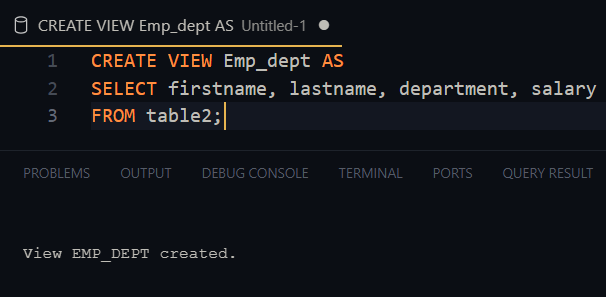 CREATE VIEW Emp_dept AS Untitled-1
1 CREATE VIEW Emp_dept AS
2 SELECT firstname, lastname, department, salary
3 FROM table2;
PROBLEMS OUTPUT DEBUG CONSOLE TERMINAL PORTS QUERY RESULT
View EMP_DEPT created.